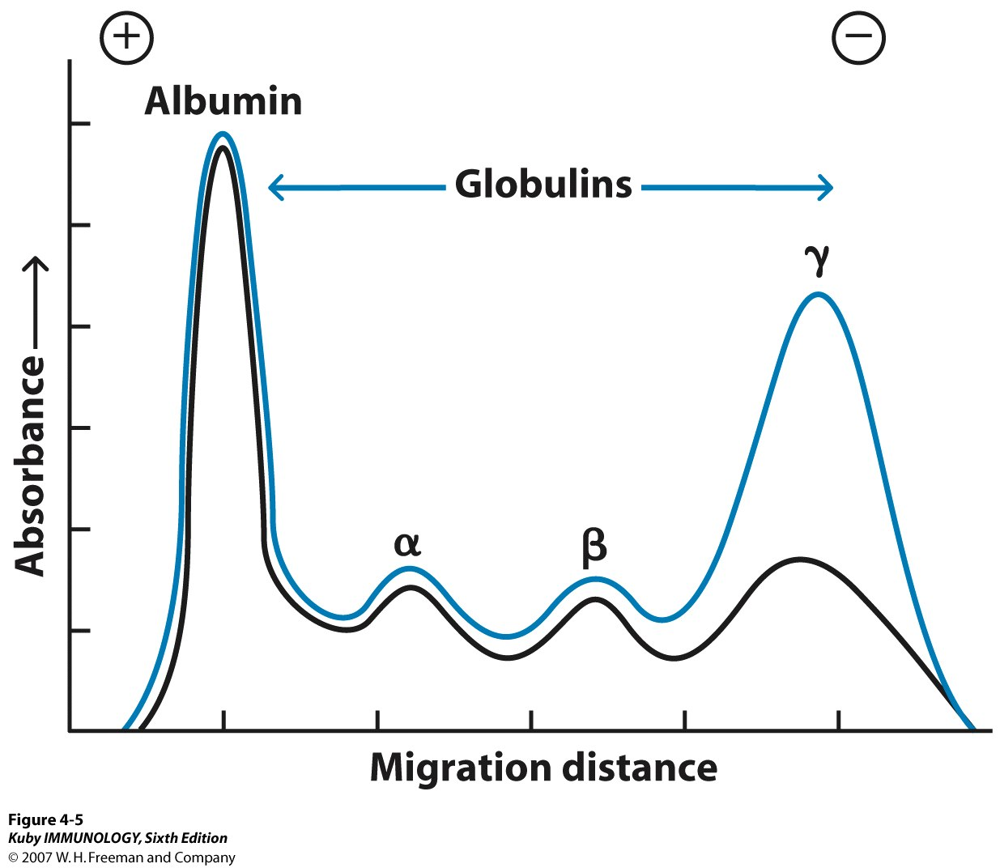 +
−
Albumin
Globulins
γ
Absorbance
α
β
Migration distance
Figure 4-5
Kuby IMMUNOLOGY, Sixth Edition
© 2007 W. H. Freeman and Company